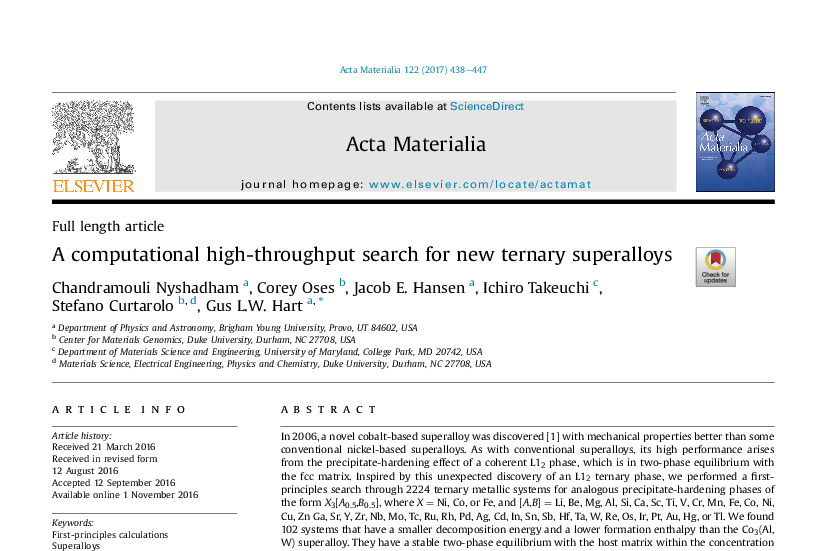 Acta Materialia 122 (2017) 438–447
Contents lists available at ScienceDirect
Acta Materialia
journal homepage: www.elsevier.com/locate/actamat
ELSEVIER
Acta
Materialia
Full length article
A computational high-throughput search for new ternary superalloys
Check for
updates
Chandramouli Nyshadham a, Corey Oses b, Jacob E. Hansen a, Ichiro Takeuchi c,
Stefano Curtarolo b, d, Gus L.W. Hart a, *
a Department of Physics and Astronomy, Brigham Young University, Provo, UT 84602, USA
b Center for Materials Genomics, Duke University, Durham, NC 27708, USA
c Department of Materials Science and Engineering, University of Maryland, College Park, MD 20742, USA
d Materials Science, Electrical Engineering, Physics and Chemistry, Duke University, Durham, NC 27708, USA
ARTICLE INFO
Article history:
Received 21 March 2016
Received in revised form
12 August 2016
Accepted 12 September 2016
Available online 1 November 2016
Keywords:
First-principles calculations
Superalloys
ABSTRACT
In 2006, a novel cobalt-based superalloy was discovered [1] with mechanical properties better than some
conventional nickel-based superalloys. As with conventional superalloys, its high performance arises
from the precipitate-hardening effect of a coherent L12 phase, which is in two-phase equilibrium with
the fcc matrix. Inspired by this unexpected discovery of an L12 ternary phase, we performed a first-
principles search through 2224 ternary metallic systems for analogous precipitate-hardening phases of
the form X3[A0.5,B0.5], where X = Ni, Co, or Fe, and [A,B] = Li, Be, Mg, Al, Si, Ca, Sc, Ti, V, Cr, Mn, Fe, Co, Ni,
Cu, Zn Ga, Sr, Y, Zr, Nb, Mo, Tc, Ru, Rh, Pd, Ag, Cd, In, Sn, Sb, Hf, Ta, W, Re, Os, Ir, Pt, Au, Hg, or Tl. We found
102 systems that have a smaller decomposition energy and a lower formation enthalpy than the Co3(Al,
W) superalloy. They have a stable two-phase equilibrium with the host matrix within the concentration